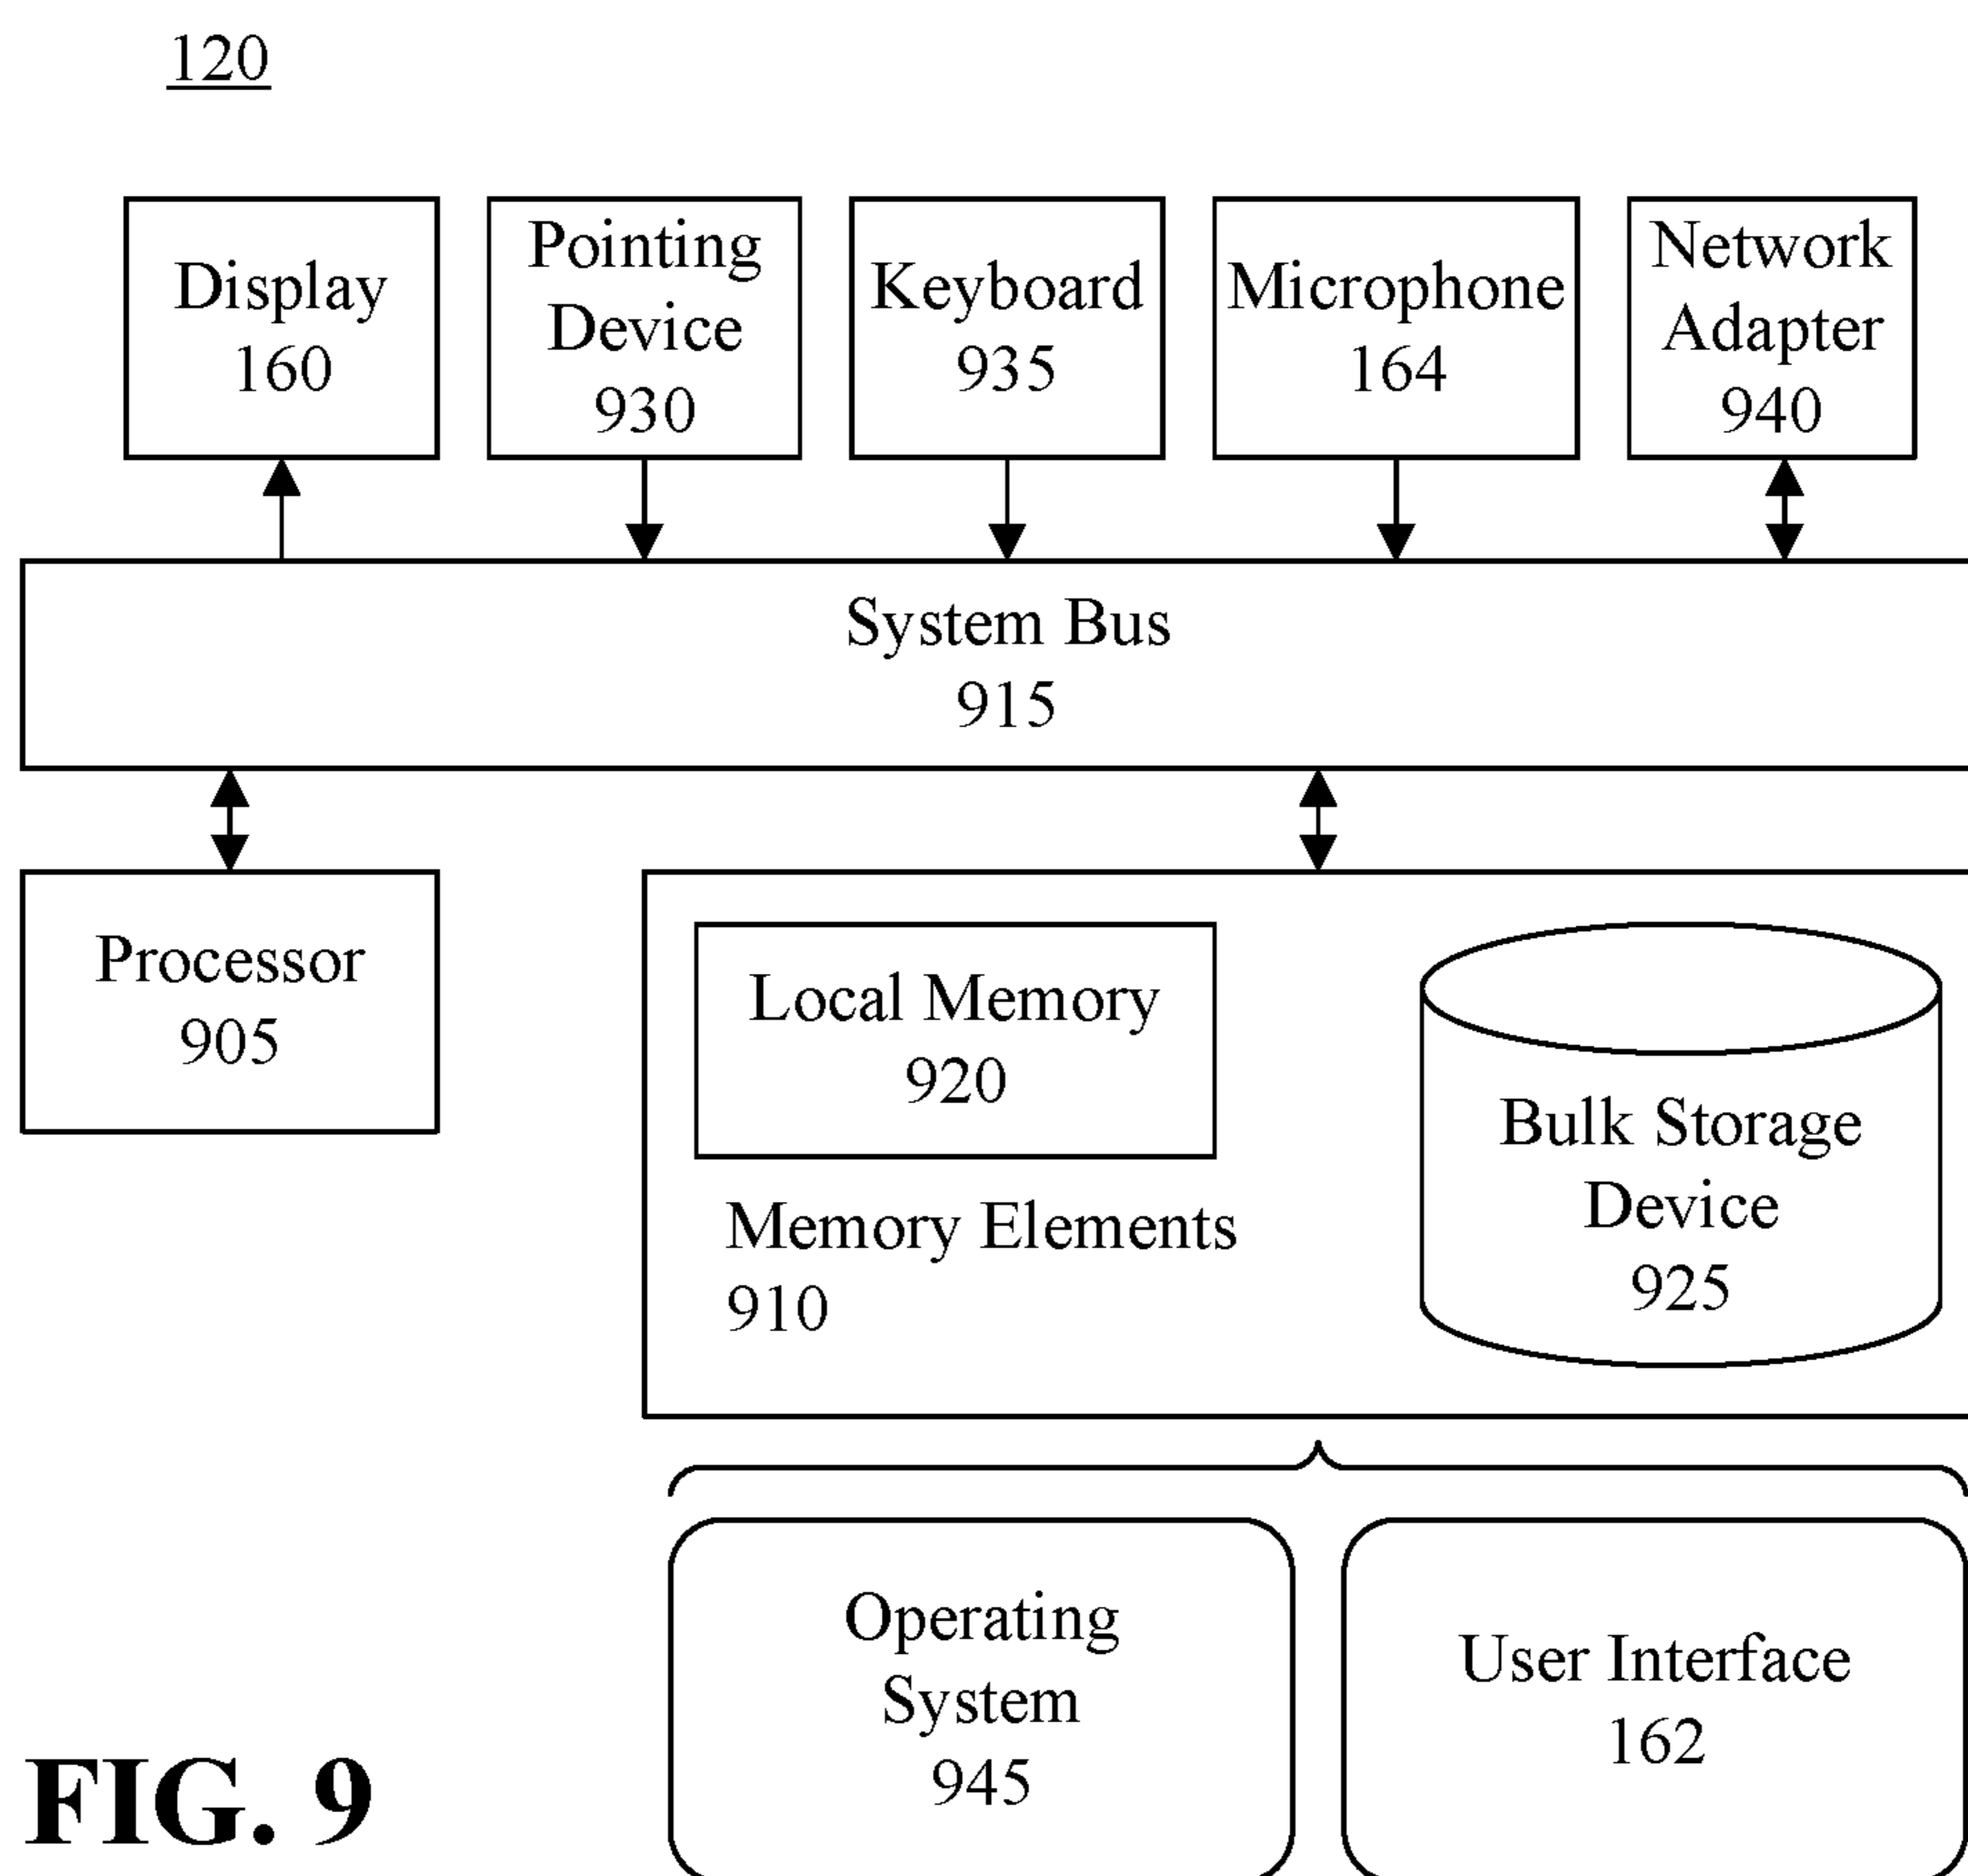 120
Display
160
Pointing
Device
930
Keyboard
935
Microphone
164
Network
Adapter
940
System Bus
915
Processor
905
Local Memory
920
Memory Elements
910
Bulk Storage
Device
925
Operating
System
945
User Interface
162
FIG. 9